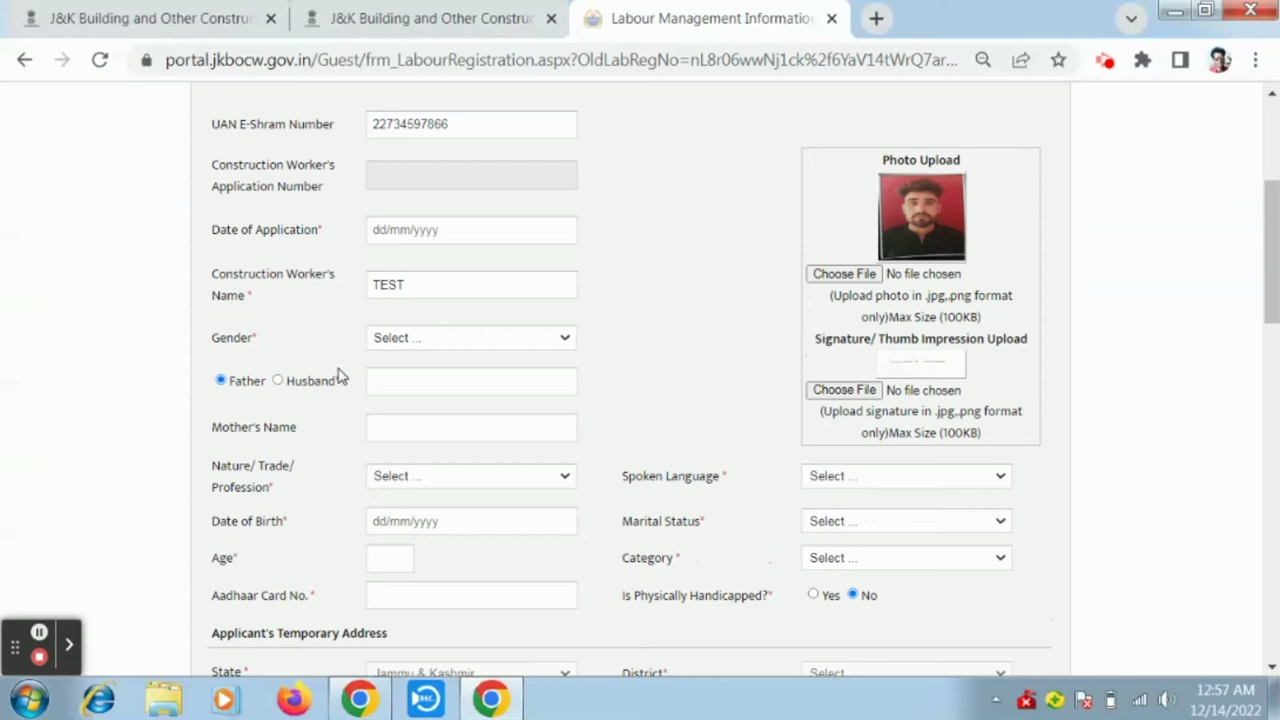 J&K Building and Other Constru
J&K Building and Other Constru
Labour Management Informatio
portal.jkbocw.gov.in/Guest/frm_LabourRegistration.aspx?OldLabRegNo=nL8r06wwNj1ck%2f6YaV14tWrQ7ar...
UAN E-Shram Number 22734597866
Photo Upload
Construction Worker's
Application Number
Date of Application* dd/mm/yyyy
Construction Worker's
Name * TEST
Choose File No file chosen
(Upload photo in .jpg,.png format
only)Max Size (100KB)
Gender* Select ...
Signature/ Thumb Impression Upload
Father Husband
Choose File No file chosen
(Upload signature in .jpg,.png format
only)Max Size (100KB)
Mother's Name
Nature/ Trade/
Profession* Select ... Spoken Language * Select ...
Date of Birth* dd/mm/yyyy Marital Status* Select ...
Age* Category * Select ...
Aadhaar Card No. * Is Physically Handicapped?* Yes No
Applicant's Temporary Address
State Jammu & Kashmir District Select
12:57 AM
12/14/2022